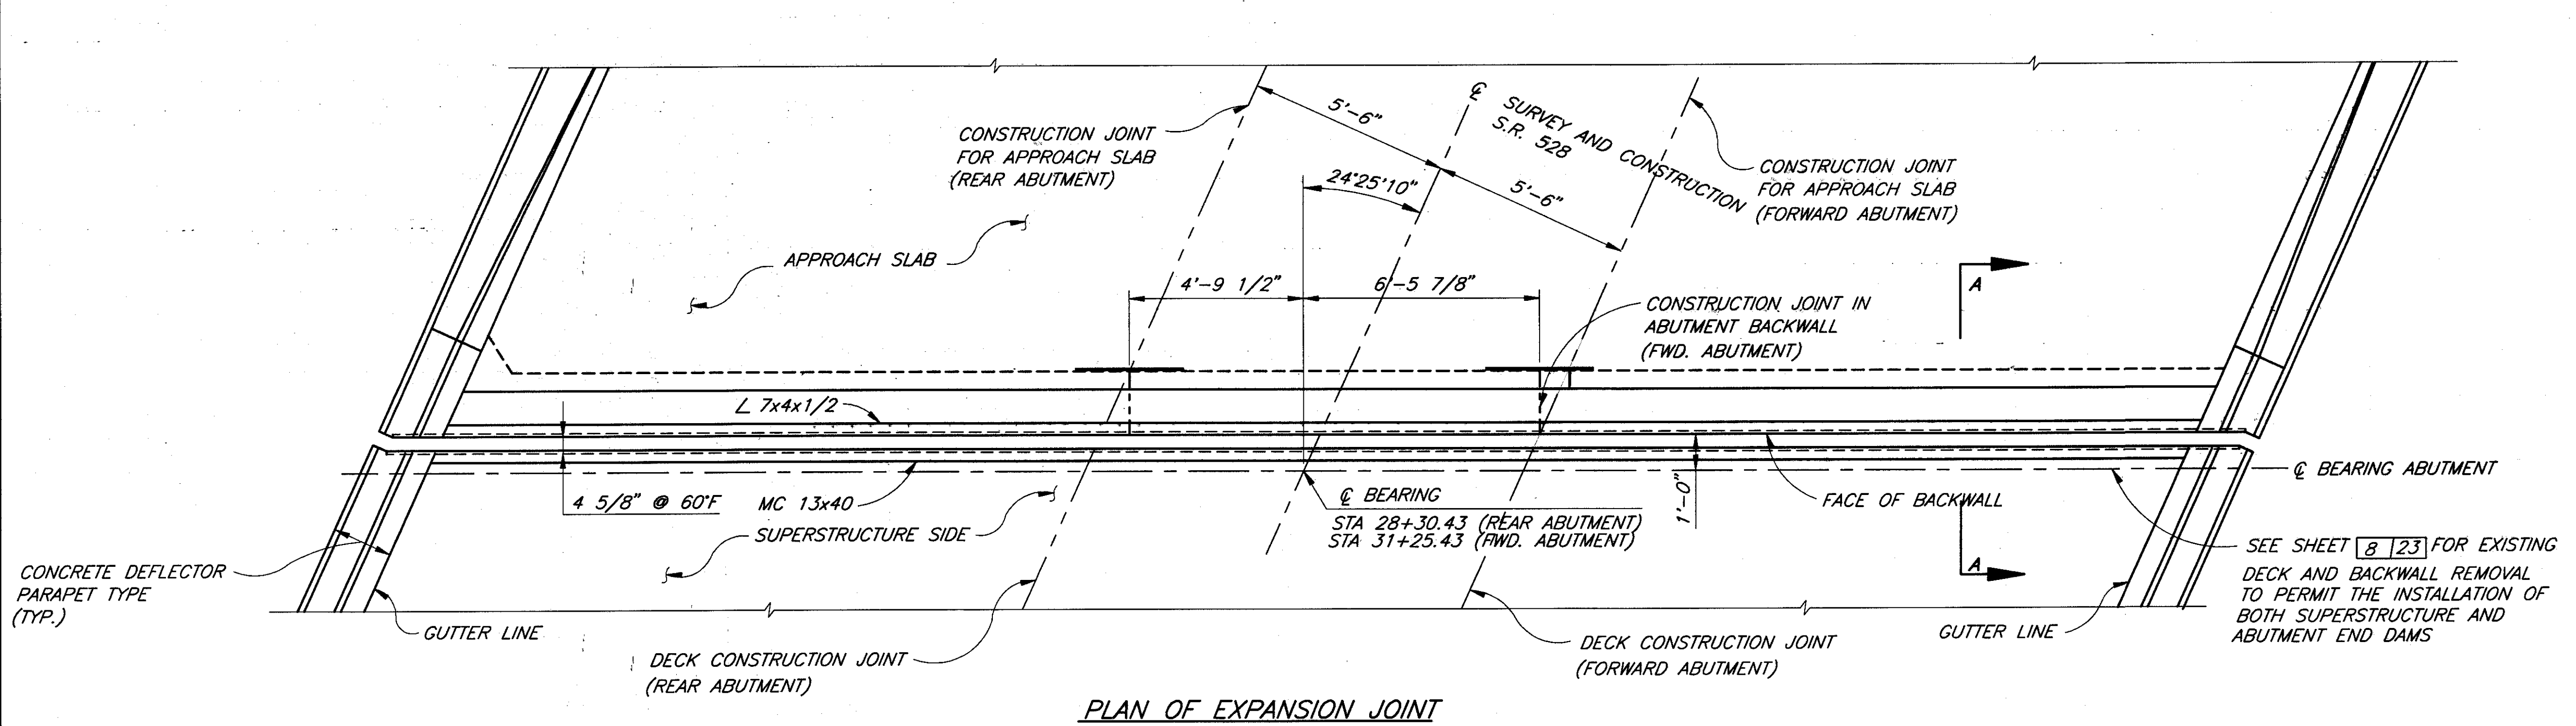 CONSTRUCTION JOINT
FOR APPROACH SLAB
(REAR ABUTMENT)
5'-6"
℄ SURVEY AND CONSTRUCTION
S.R. 528
24°25'10"
5'-6"
CONSTRUCTION JOINT
FOR APPROACH SLAB
(FORWARD ABUTMENT)
APPROACH SLAB
4'-9 1/2"
6'-5 7/8"
CONSTRUCTION JOINT IN
ABUTMENT BACKWALL
(FWD. ABUTMENT)
A
L 7x4x1/2
4 5/8" @ 60°F
MC 13x40
SUPERSTRUCTURE SIDE
℄ BEARING
STA 28+30.43 (REAR ABUTMENT)
STA 31+25.43 (FWD. ABUTMENT)
1'-0"
FACE OF BACKWALL
℄ BEARING ABUTMENT
A
SEE SHEET 8 23 FOR EXISTING
DECK AND BACKWALL REMOVAL
TO PERMIT THE INSTALLATION OF
BOTH SUPERSTRUCTURE AND
ABUTMENT END DAMS
CONCRETE DEFLECTOR
PARAPET TYPE
(TYP.)
GUTTER LINE
DECK CONSTRUCTION JOINT
(REAR ABUTMENT)
DECK CONSTRUCTION JOINT
(FORWARD ABUTMENT)
GUTTER LINE
PLAN OF EXPANSION JOINT